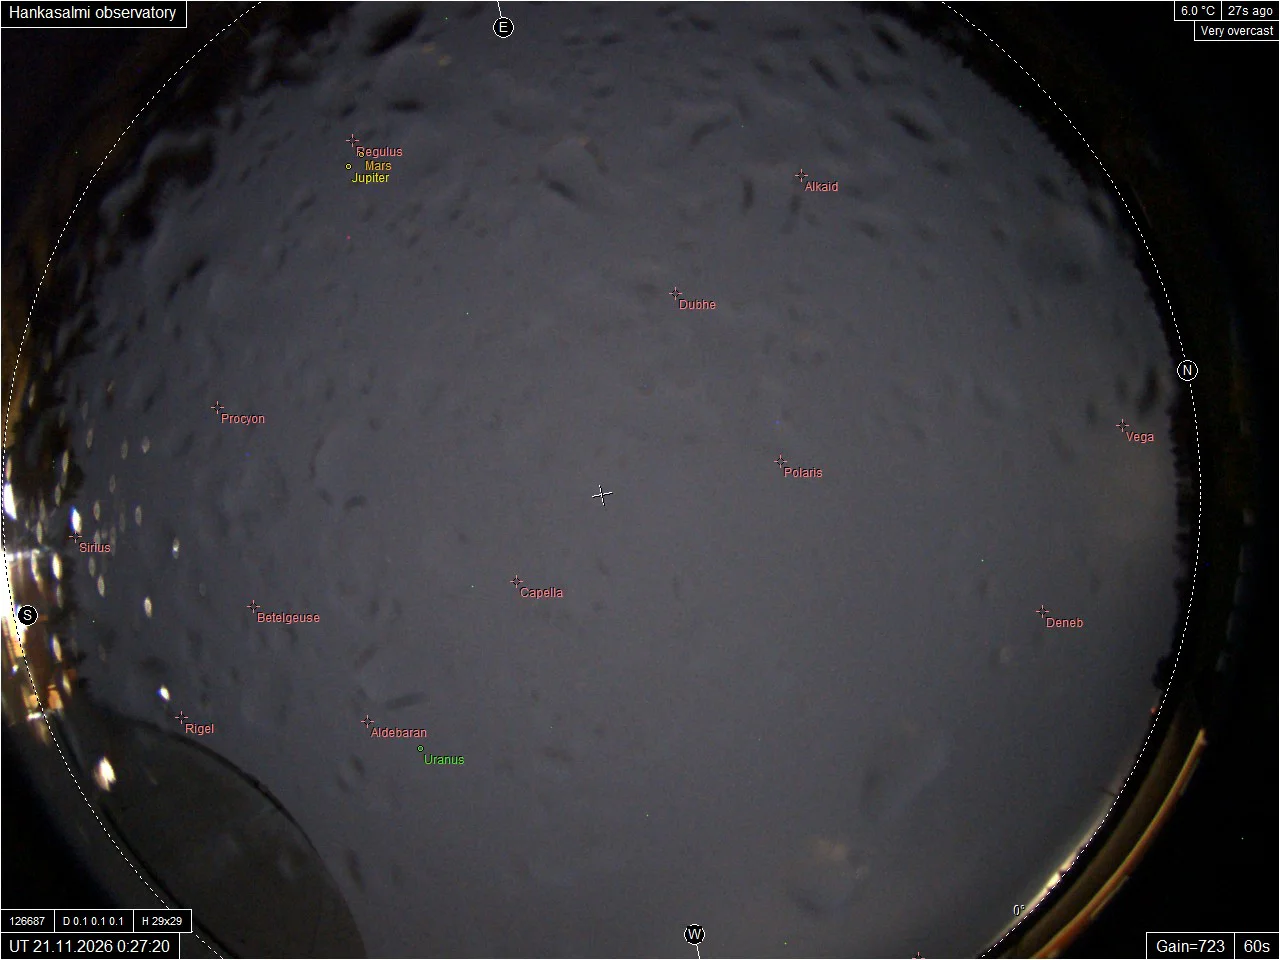 Hankasalmi observatory
E
6.0 °C
27s ago
Very overcast
Regulus
Mars
Jupiter
Alkaid
Dubhe
N
Procyon
Vega
Polaris
Sirius
Capella
S
Betelgeuse
Deneb
Rigel
Aldebaran
Uranus
0°
126687
D 0.1 0.1 0.1
H 29x29
W
UT 21.11.2026 0:27:20
Gain=723
60s